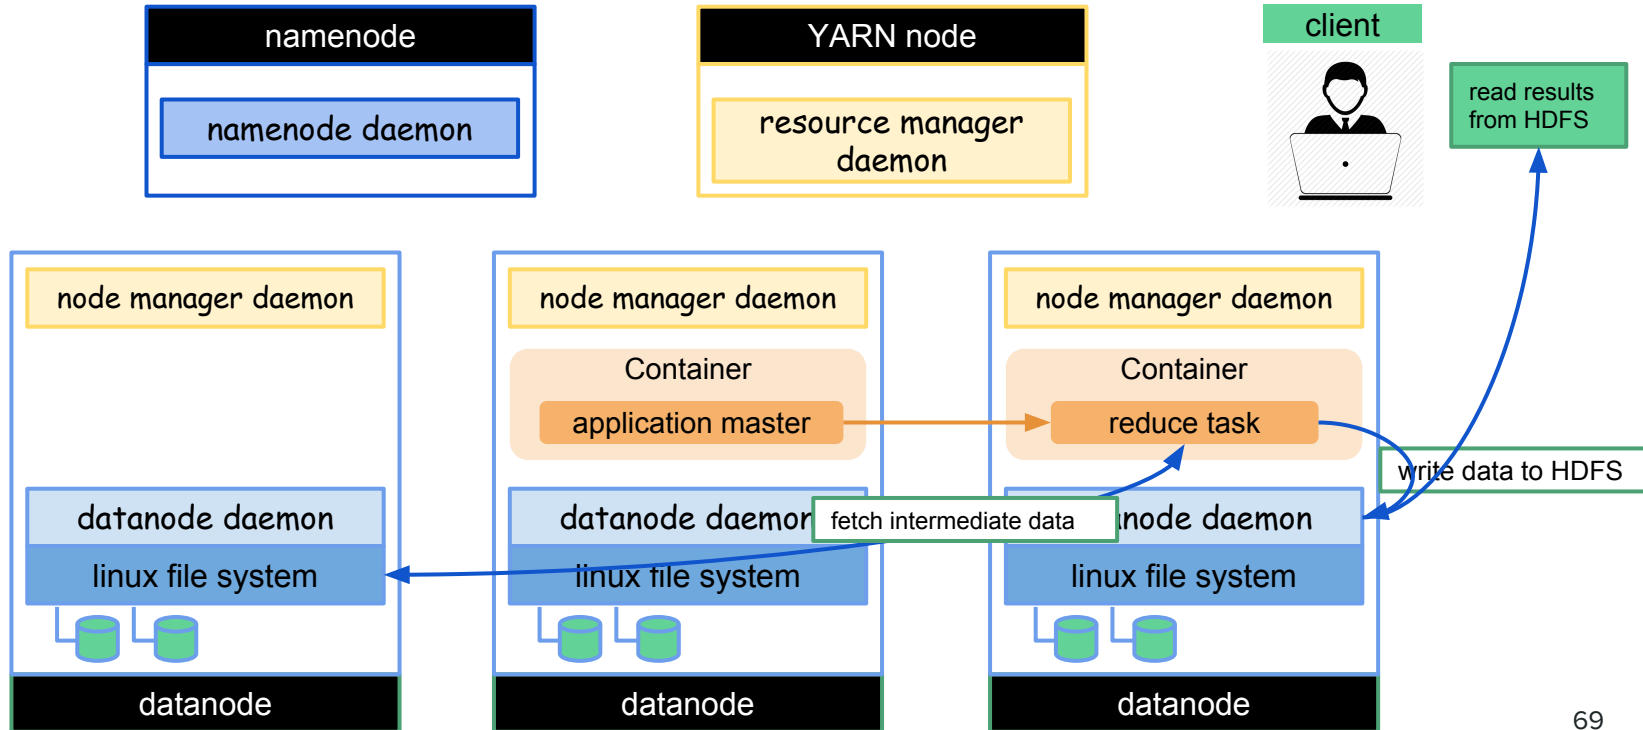 namenode
YARN node
client
namenode daemon
resource manager
daemon
read results
from HDFS
node manager daemon
node manager daemon
node manager daemon
Container
Container
application master
reduce task
write data to HDFS
datanode daemon
datanode daemon
fetch intermediate data
anode daemon
linux file system
linux file system
linux file system
datanode
datanode
datanode
69